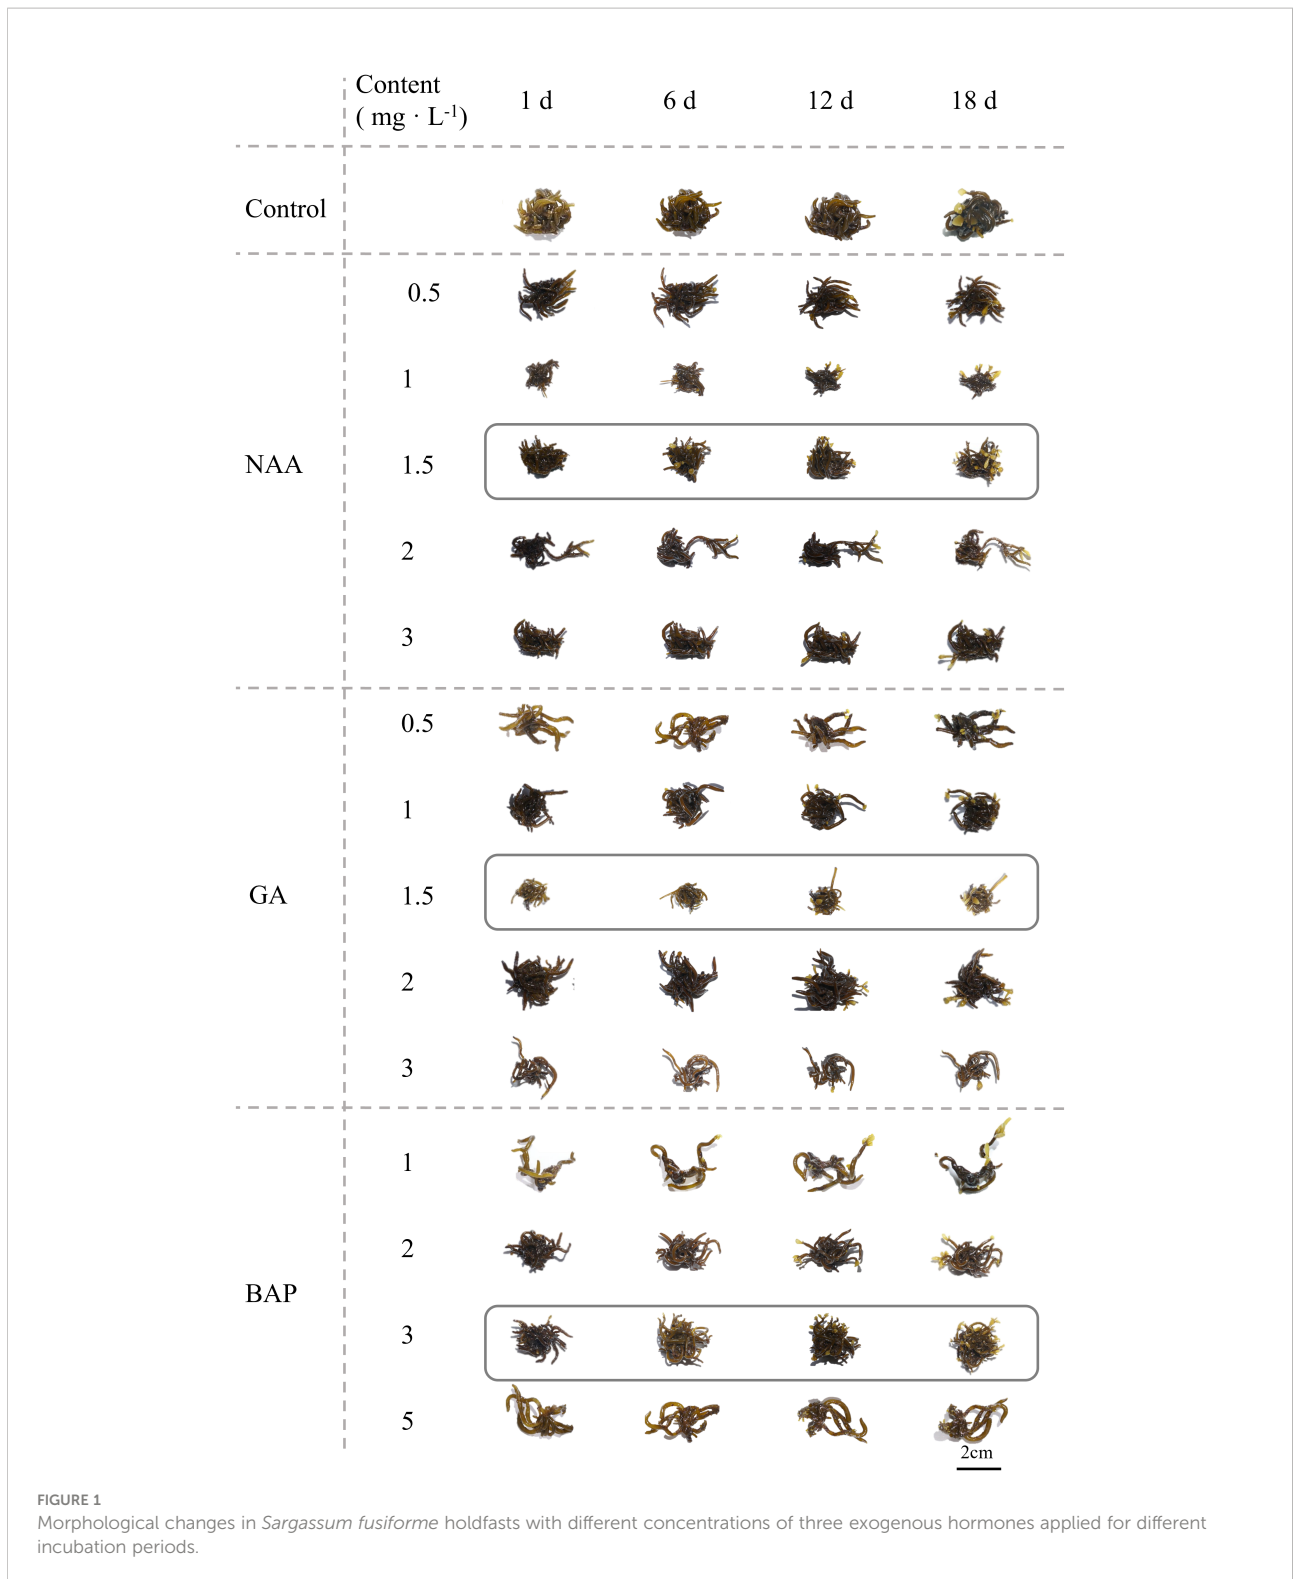 Content
( mg · L-1)
1 d
6 d
12 d
18 d
Control
NAA
0.5
1
1.5
2
3
GA
0.5
1
1.5
2
3
BAP
1
2
3
5
2cm
FIGURE 1
Morphological changes in Sargassum fusiforme holdfasts with different concentrations of three exogenous hormones applied for different
incubation periods.